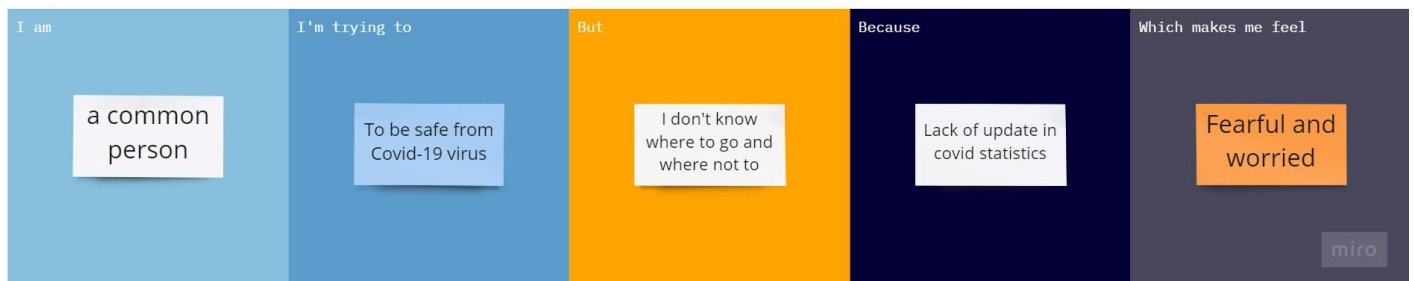 I am
a common
person
I'm trying to
To be safe from
Covid-19 virus
But
I don't know
where to go and
where not to
Because
Lack of update in
covid statistics
Which makes me feel
Fearful and
worried
miro